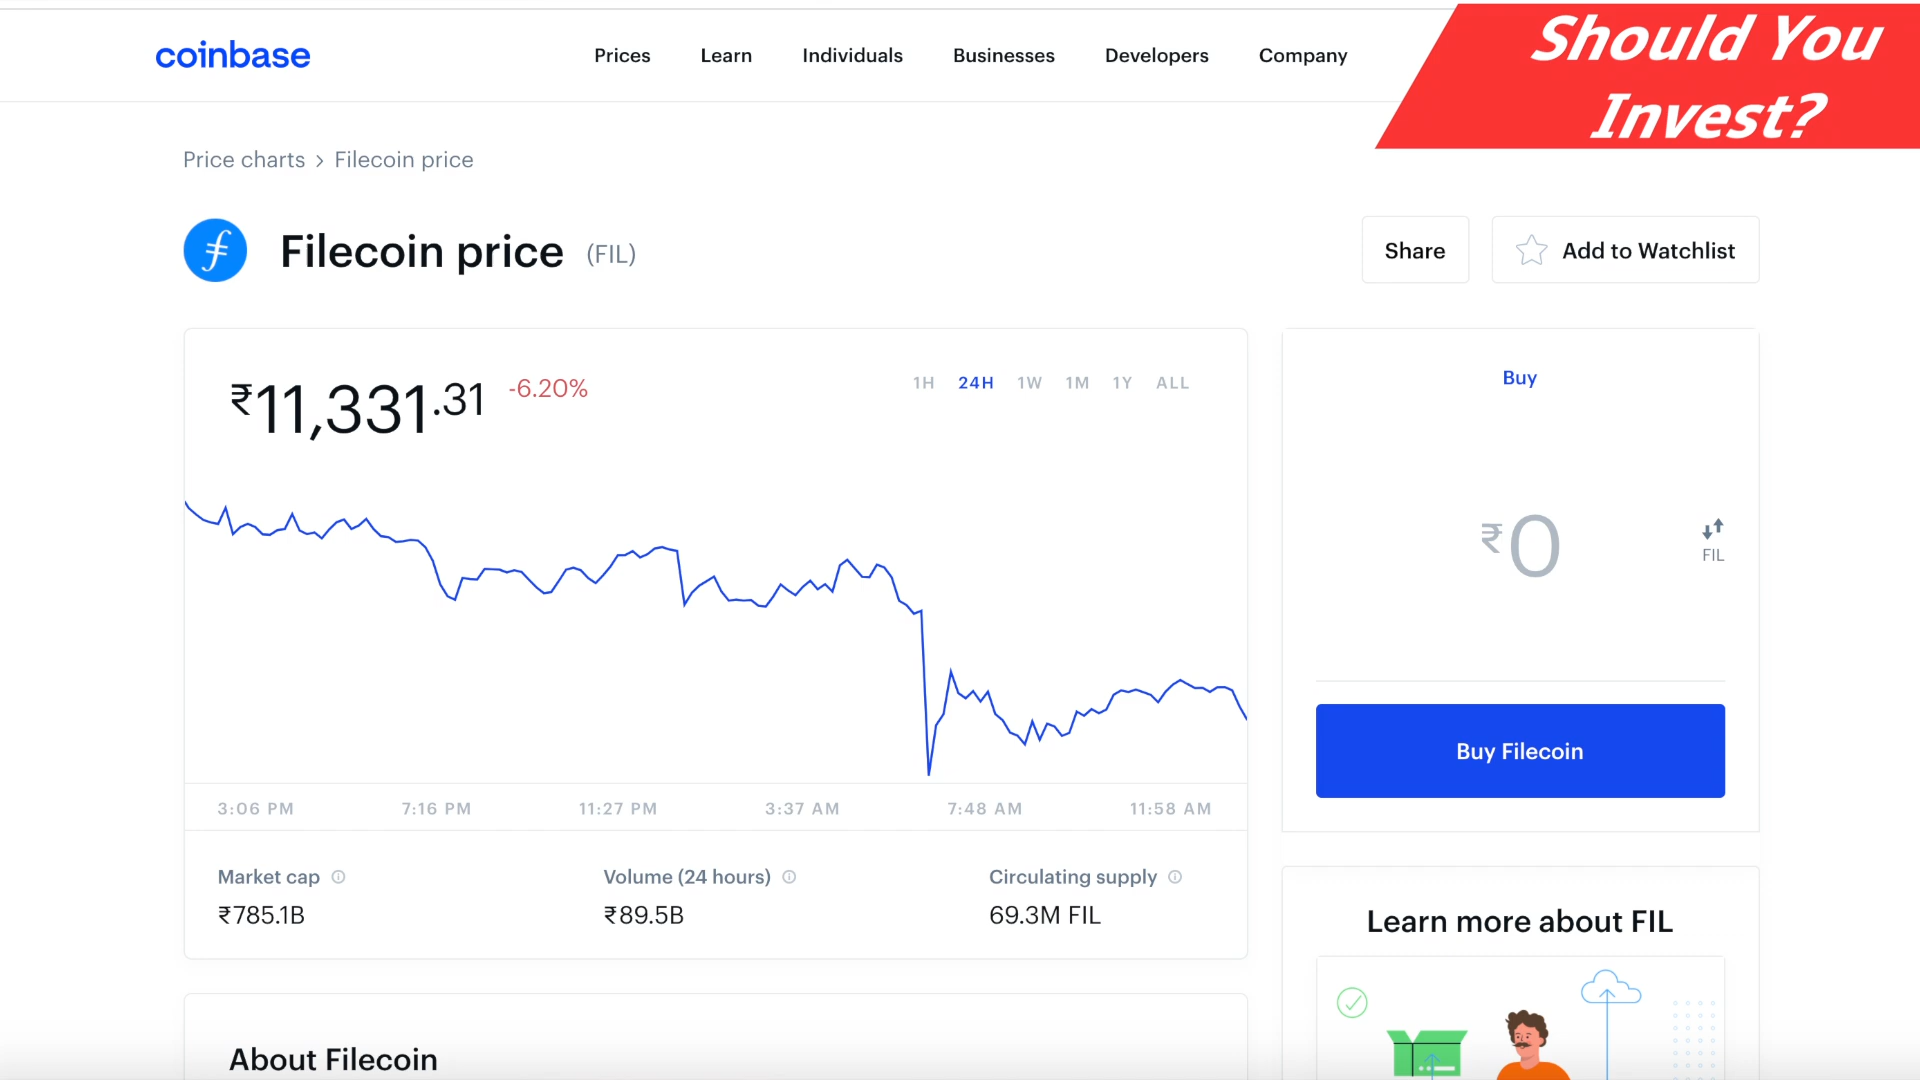 Should You
Invest?
coinbase
Prices Learn Individuals Businesses Developers Company
Price charts > Filecoin price
Filecoin price (FIL)
Share
Add to Watchlist
₹11,331.31 -6.20%
1H 24H 1W 1M 1Y ALL
Buy
₹0
FIL
Buy Filecoin
3:06 PM 7:16 PM 11:27 PM 3:37 AM 7:48 AM 11:58 AM
Market cap Volume (24 hours) Circulating supply
₹785.1B ₹89.5B 69.3M FIL
Learn more about FIL
About Filecoin